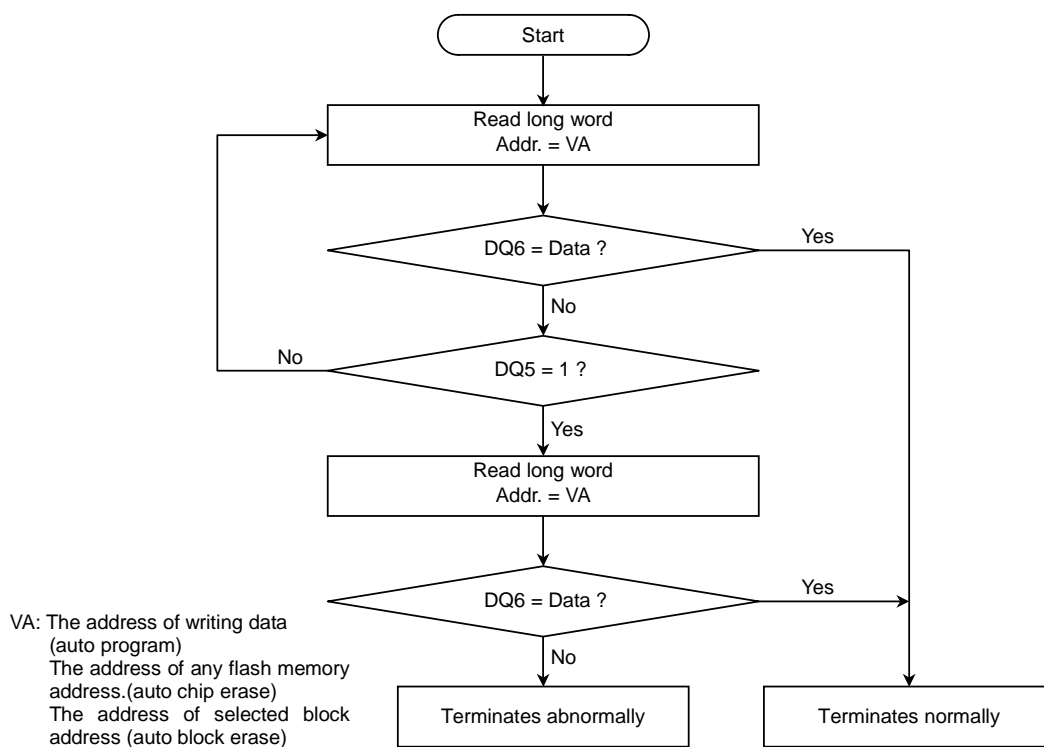 Start
Read long word
Addr. = VA
DQ6 = Data ?
Yes
No
No
DQ5 = 1 ?
Yes
Read long word
Addr. = VA
DQ6 = Data ?
Yes
No
VA: The address of writing data
(auto program)
The address of any flash memory
address.(auto chip erase)
The address of selected block
address (auto block erase)
Terminates abnormally
Terminates normally